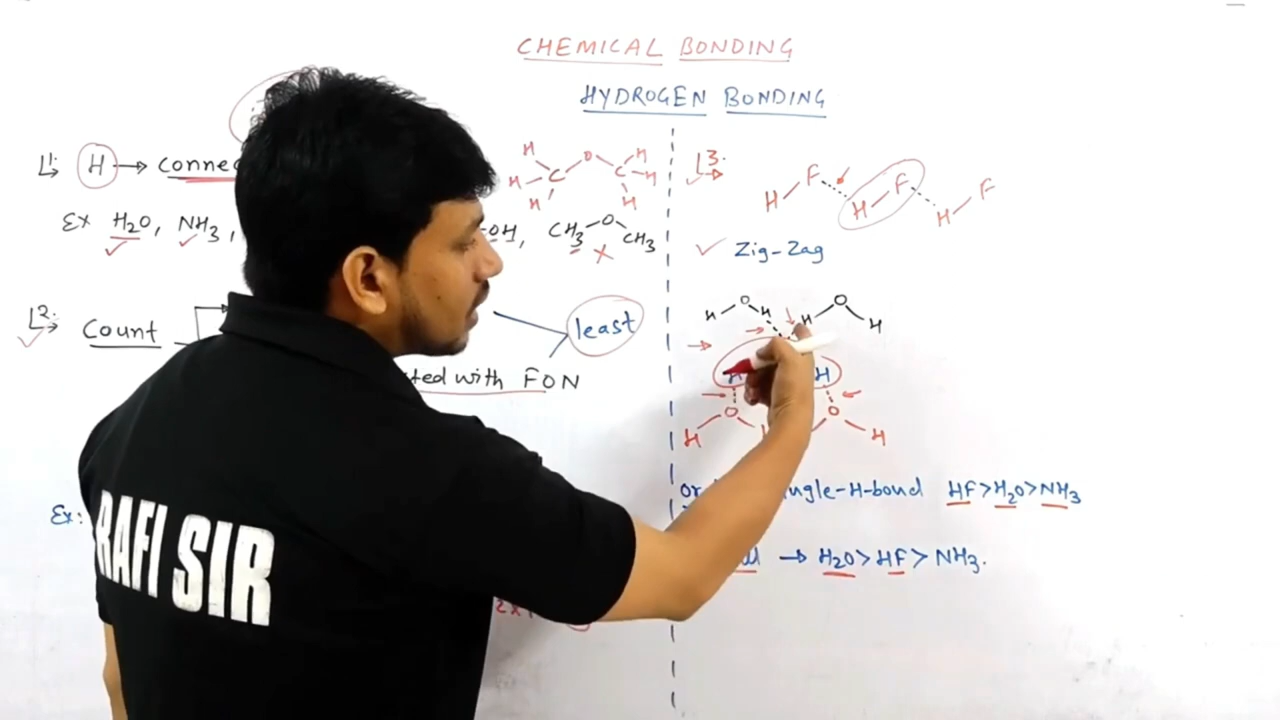 CHEMICAL BONDING
HYDROGEN BONDING
L1: H → connec
Ex H2O, NH3, OH, CH3 O CH3
H O H
H C C H
H H
L2: Count
least
ted with FON
Ex:
2x
L3:
H F H F H F
Zig-Zag
O O
H H H H
H H
O O
H H
ngle-H-bond HF > H2O > NH3
→ H2O > HF > NH3.
RAFI SIR